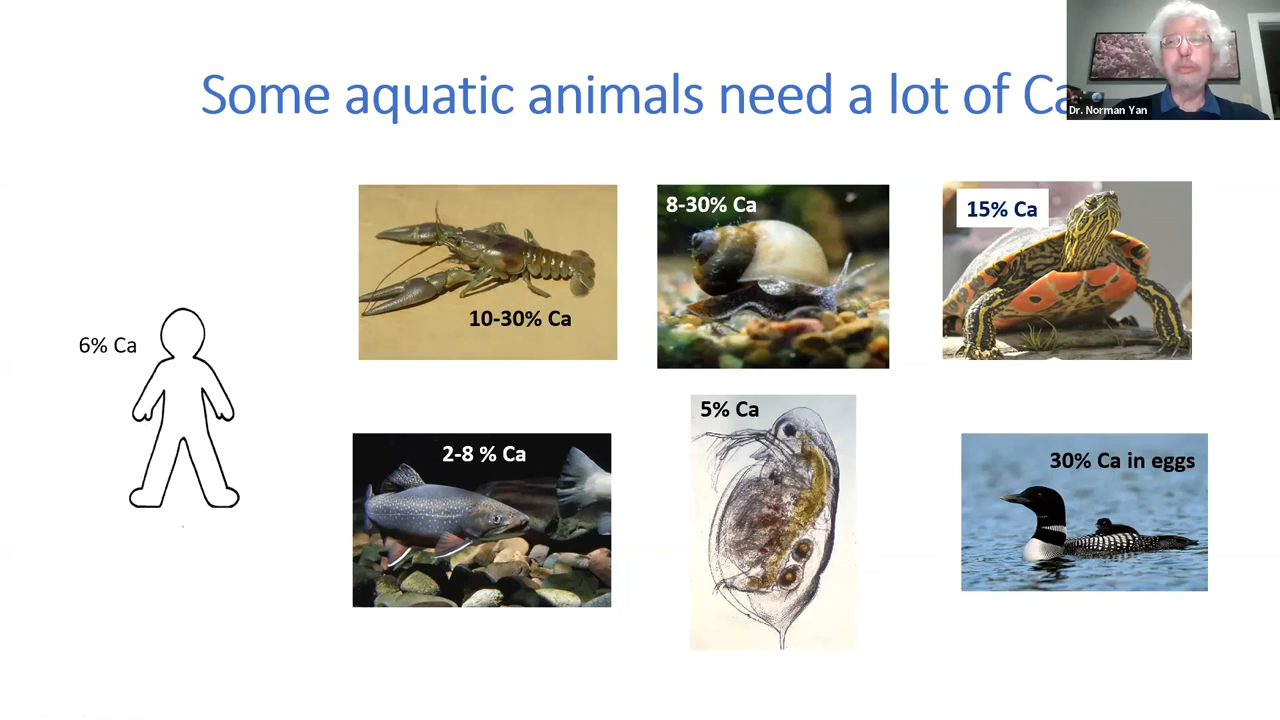 Some aquatic animals need a lot of Ca
Dr. Norman Yan
10-30% Ca
8-30% Ca
15% Ca
6% Ca
2-8 % Ca
5% Ca
30% Ca in eggs